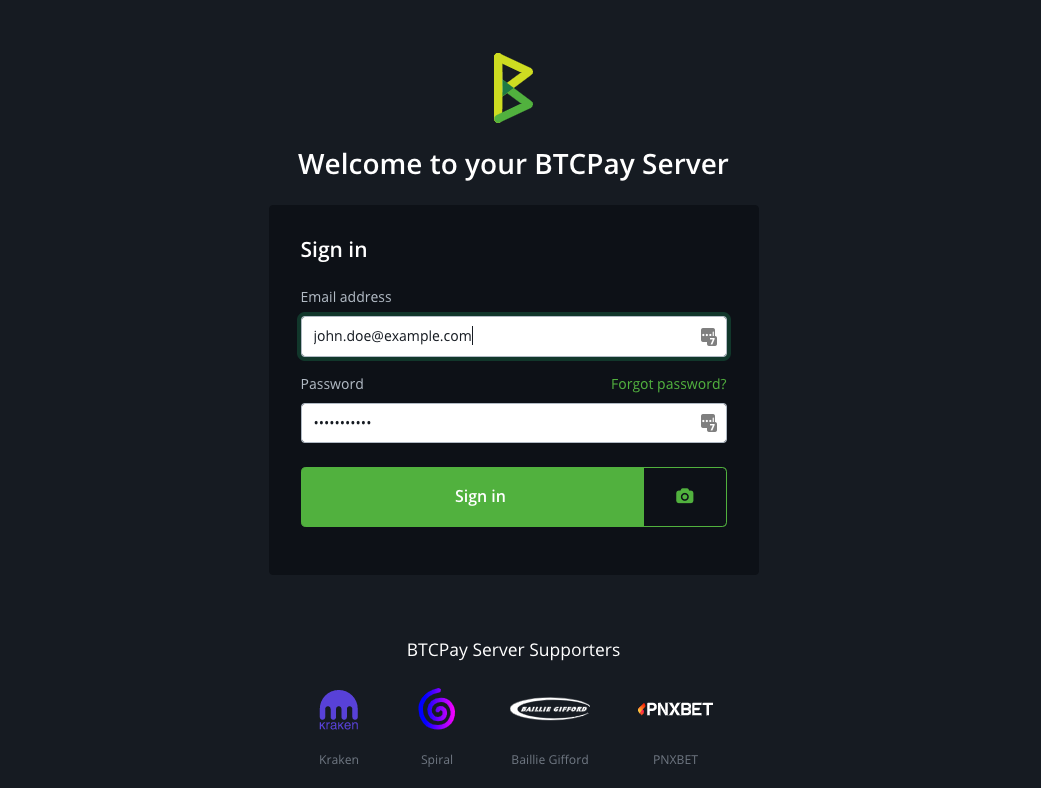 Welcome to your BTCPay Server
Sign in
Email address
john.doe@example.com
Password Forgot password?
•••••••••••
Sign in
BTCPay Server Supporters
kraken BAILLIE GIFFORD PNXBET
Kraken Spiral Baillie Gifford PNXBET